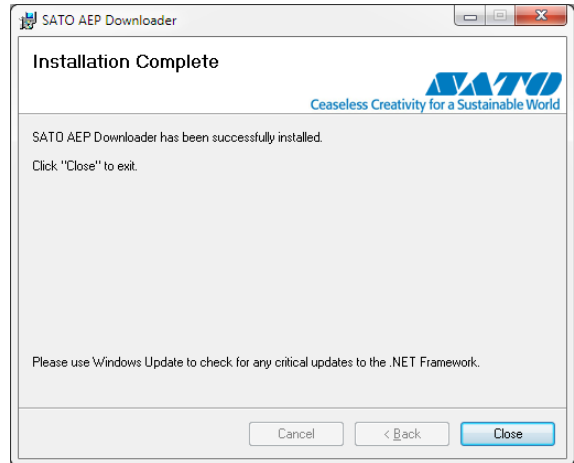 SATO AEP Downloader
Installation Complete
SATO
Ceaseless Creativity for a Sustainable World
SATO AEP Downloader has been successfully installed.
Click "Close" to exit.
Please use Windows Update to check for any critical updates to the .NET Framework.
Cancel
< Back
Close